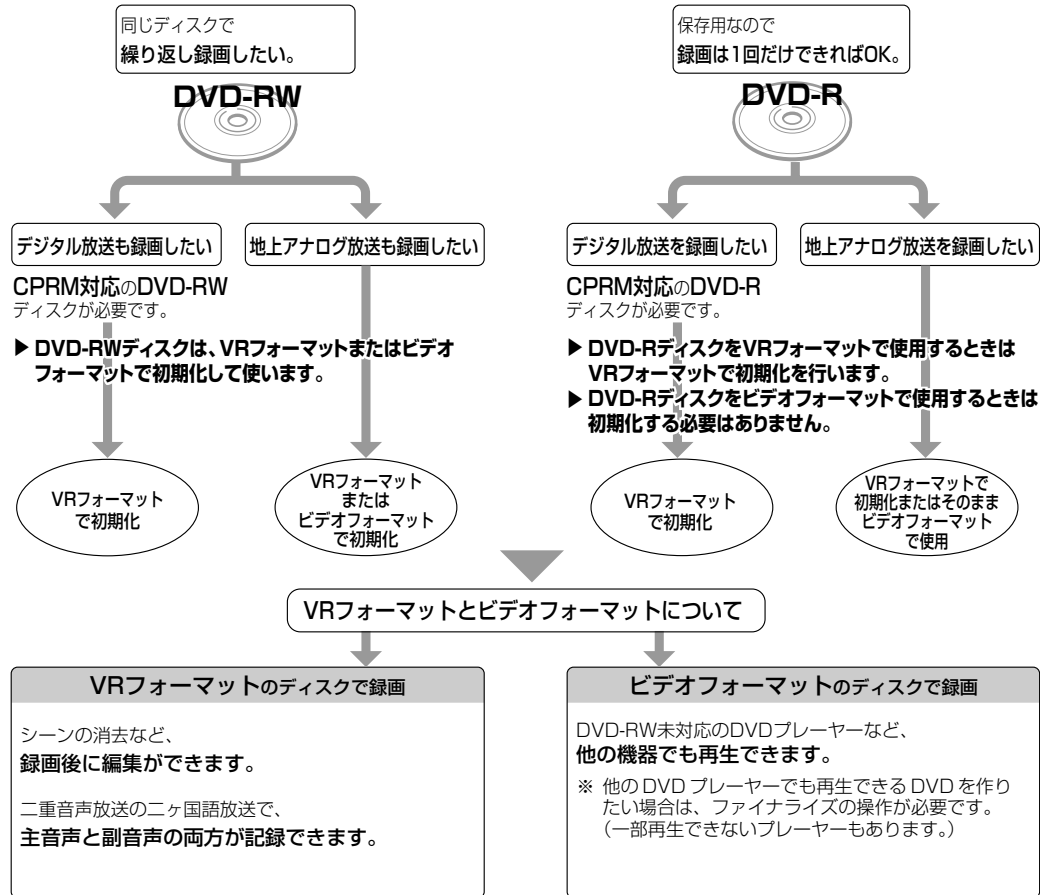 同じディスクで
繰り返し録画したい。
DVD-RW
デジタル放送も録画したい
地上アナログ放送も録画したい
CPRM対応のDVD-RW
ディスクが必要です。
▶ DVD-RWディスクは、VRフォーマットまたはビデオ
フォーマットで初期化して使います。
VRフォーマット
で初期化
VRフォーマット
または
ビデオフォーマット
で初期化
保存用なので
録画は1回だけできればOK。
DVD-R
デジタル放送を録画したい
地上アナログ放送を録画したい
CPRM対応のDVD-R
ディスクが必要です。
▶ DVD-RディスクをVRフォーマットで使用するときは
VRフォーマットで初期化を行います。
▶ DVD-Rディスクをビデオフォーマットで使用するときは
初期化する必要はありません。
VRフォーマット
で初期化
VRフォーマットで
初期化またはそのまま
ビデオフォーマット
で使用
VRフォーマットとビデオフォーマットについて
VRフォーマットのディスクで録画
シーンの消去など、
録画後に編集ができます。
二重音声放送の二ヶ国語放送で、
主音声と副音声の両方が記録できます。
ビデオフォーマットのディスクで録画
DVD-RW未対応のDVDプレーヤーなど、
他の機器でも再生できます。
※ 他の DVD プレーヤーでも再生できる DVD を作り
たい場合は、ファイナライズの操作が必要です。
（一部再生できないプレーヤーもあります。）